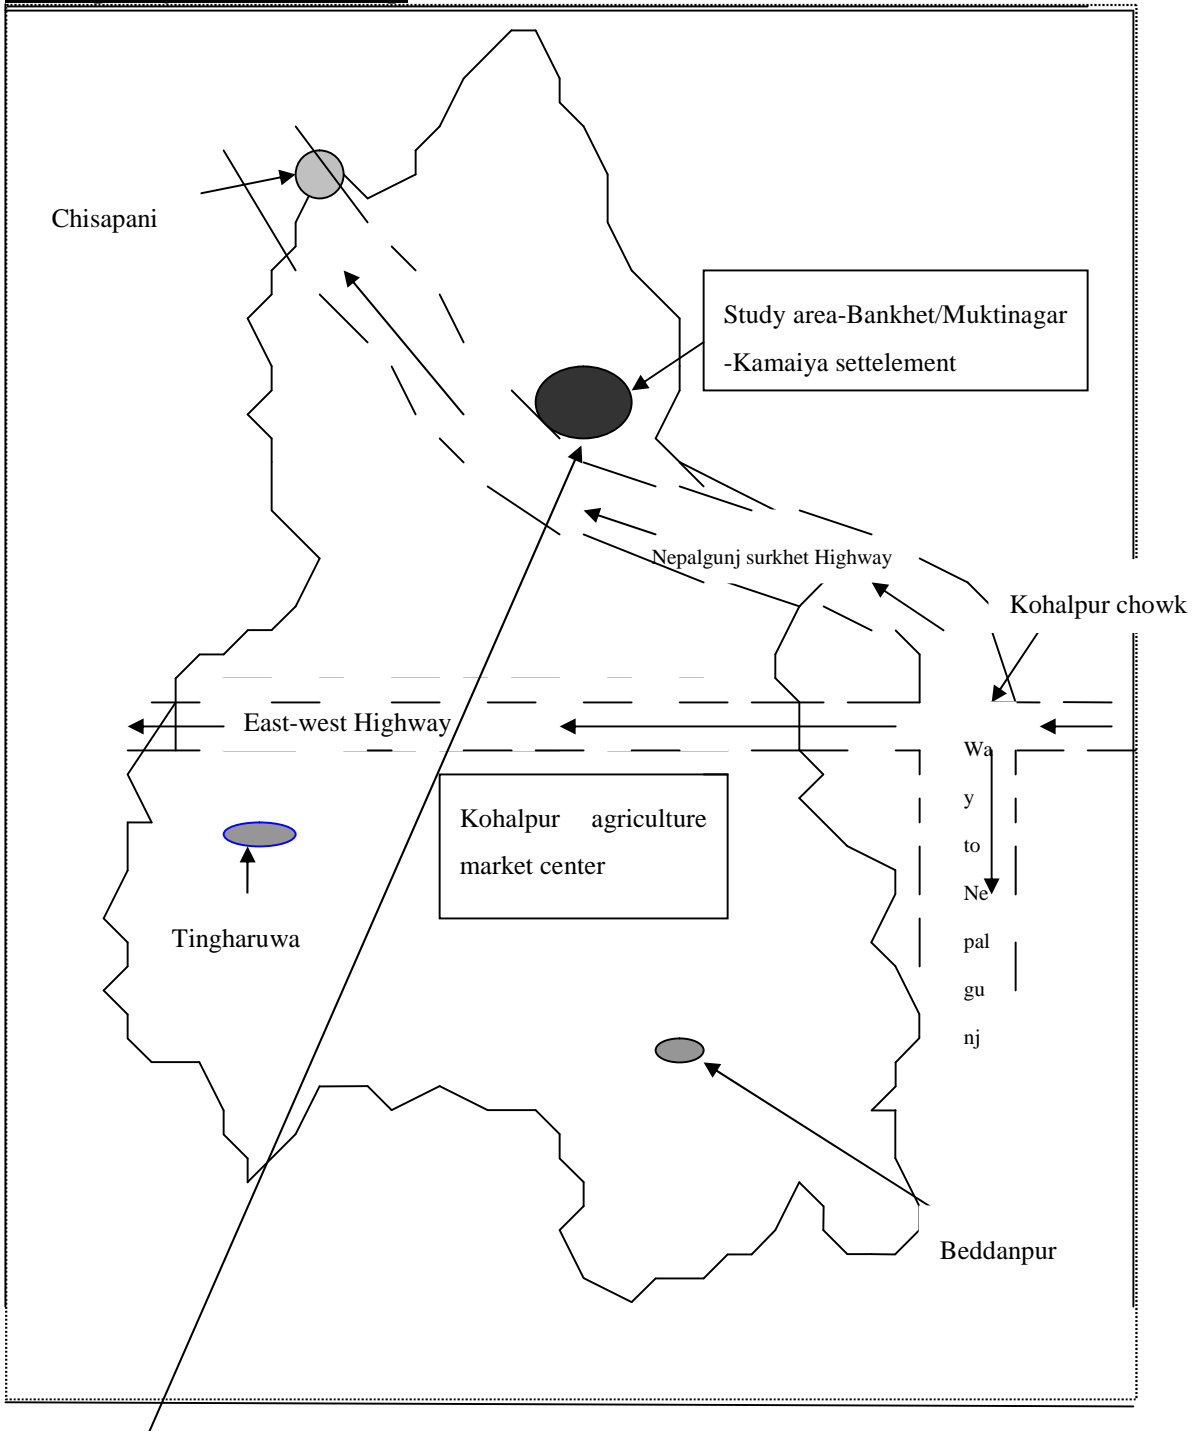 Chisapani
Study area-Bankhet/Muktinagar
-Kamaiya settelement
Nepalgunj surkhet Highway
Kohalpur chowk
East-west Highway
Wa
y
to
Ne
pal
gu
nj
Kohalpur agriculture
market center
Tingharuwa
Beddanpur